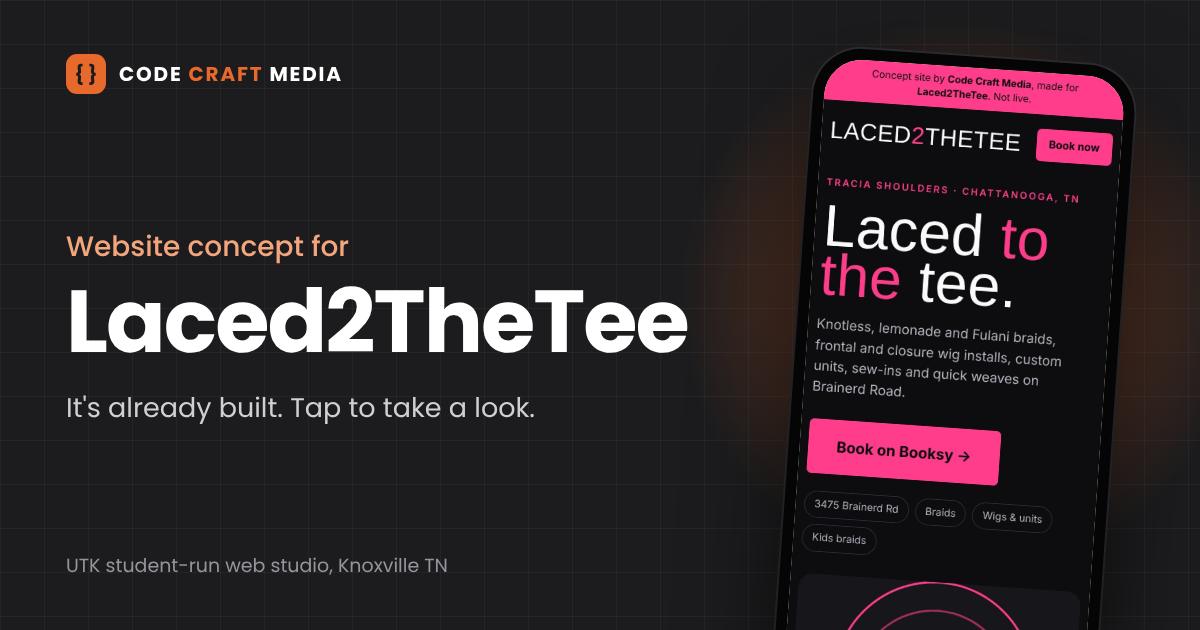 { } CODE CRAFT MEDIA
Website concept for
Laced2TheTee
It's already built. Tap to take a look.
UTK student-run web studio, Knoxville TN
Concept site by Code Craft Media, made for
Laced2TheTee. Not live.
LACED2THETEE
Book now
TRACIA SHOULDERS · CHATTANOOGA, TN
Laced to
the tee.
Knotless, lemonade and Fulani braids,
frontal and closure wig installs, custom
units, sew-ins and quick weaves on
Brainerd Road.
Book on Booksy →
3475 Brainerd Rd
Braids
Wigs & units
Kids braids